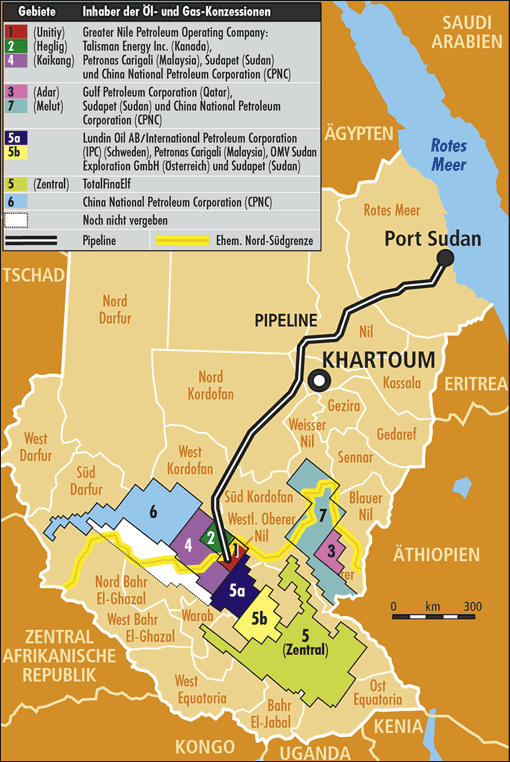 Gebiete Inhaber der Öl- und Gas-Konzessionen
1 (Unitiy) Greater Nile Petroleum Operating Company:
2 (Heglig) Talisman Energy Inc. (Kanada),
4 (Kaikang) Petronas Carigali (Malaysia), Sudapet (Sudan)
und China National Petroleum Corporation (CPNC)
3 (Adar) Gulf Petroleum Corporation (Qatar),
7 (Melut) Sudapet (Sudan) und China National Petroleum
Corporation (CPNC)
5a Lundin Oil AB/International Petroleum Corporation
5b (IPC) (Schweden), Petronas Carigali (Malaysia), OMV Sudan
Exploration GmbH (Österreich) und Sudapet (Sudan)
5 (Zentral) TotalFinaElf
6 China National Petroleum Corporation (CPNC)
Noch nicht vergeben
Pipeline Ehem. Nord-Südgrenze
SAUDI
ARABIEN
ÄGYPTEN
Rotes
Meer
Rotes Meer
Port Sudan
TSCHAD
Nord
Darfur
PIPELINE
Nil
KHARTOUM
Nord
Kordofan
Kassala
ERITREA
Gezira
Weisser
Nil
Gedaref
West
Darfur
West
Kordofan
Sennar
Süd
Darfur
Süd Kordofan
Blauer
Nil
6
7
Westl. Oberer
Nil
2
4
1
3
ÄTHIOPIEN
rer
Nord Bahr
El-Ghazal
5a
0 km 300
West Bahr
El-Ghazal
Warab
5b
5
(Zentral)
ZENTRAL
AFRIKANISCHE
REPUBLIK
West
Equatoria
Ost
Equatoria
Bahr
El-Jabal
KENIA
KONGO
UGANDA